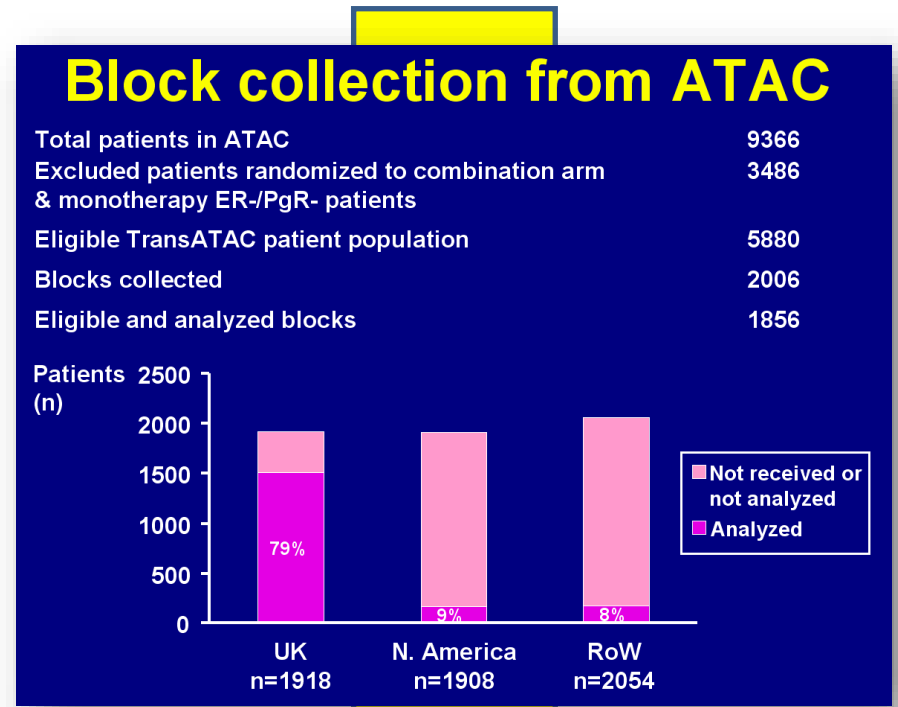 Block collection from ATAC
Total patients in ATAC 9366
Excluded patients randomized to combination arm 3486
& monotherapy ER-/PgR- patients
Eligible TransATAC patient population 5880
Blocks collected 2006
Eligible and analyzed blocks 1856
Patients
(n)
2500
2000
1500
1000
500
0
79%
9%
8%
Not received or
not analyzed
Analyzed
UK N. America RoW
n=1918 n=1908 n=2054